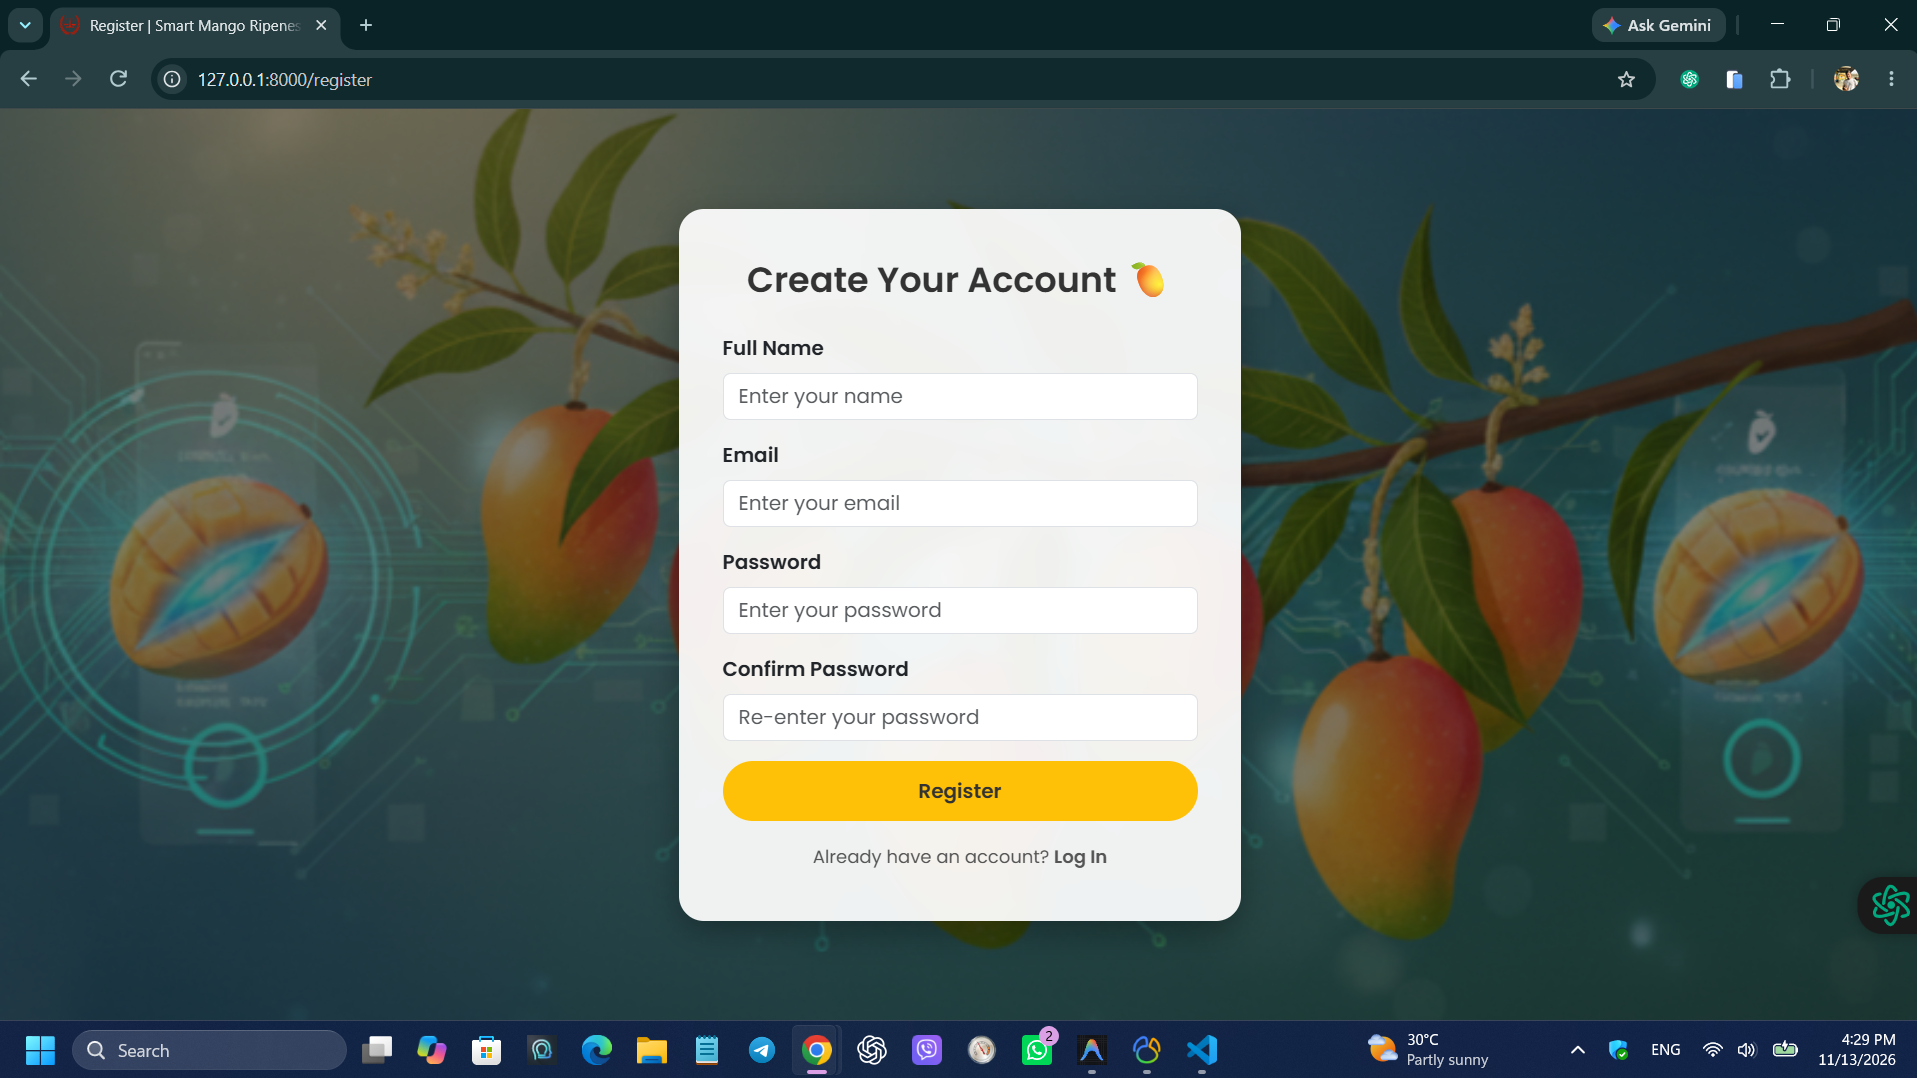 Register | Smart Mango Ripenes
Ask Gemini
127.0.0.1:8000/register
Create Your Account
Full Name
Enter your name
Email
Enter your email
Password
Enter your password
Confirm Password
Re-enter your password
Register
Already have an account? Log In
Search
2
30°C
Partly sunny
ENG
4:29 PM
11/13/2026